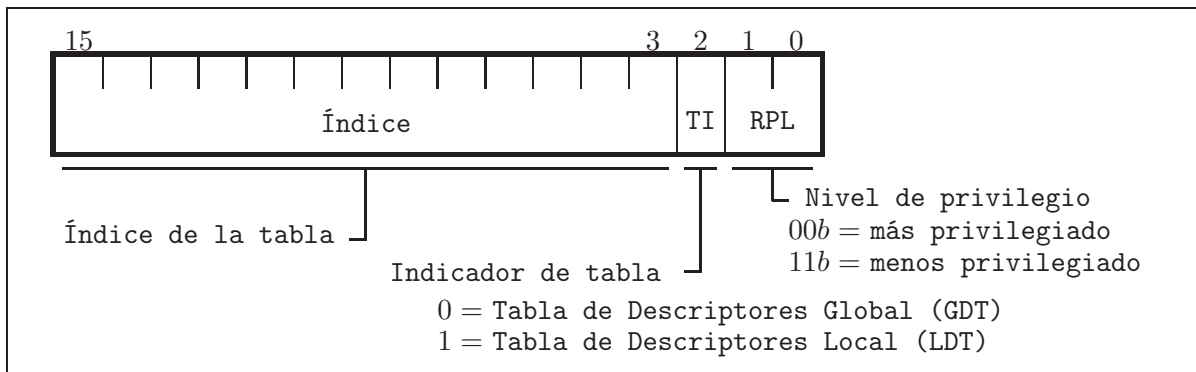 15 3 2 1 0
Índice TI RPL
Nivel de privilegio
Índice de la tabla
00b = más privilegiado
11b = menos privilegiado
Indicador de tabla
0 = Tabla de Descriptores Global (GDT)
1 = Tabla de Descriptores Local (LDT)